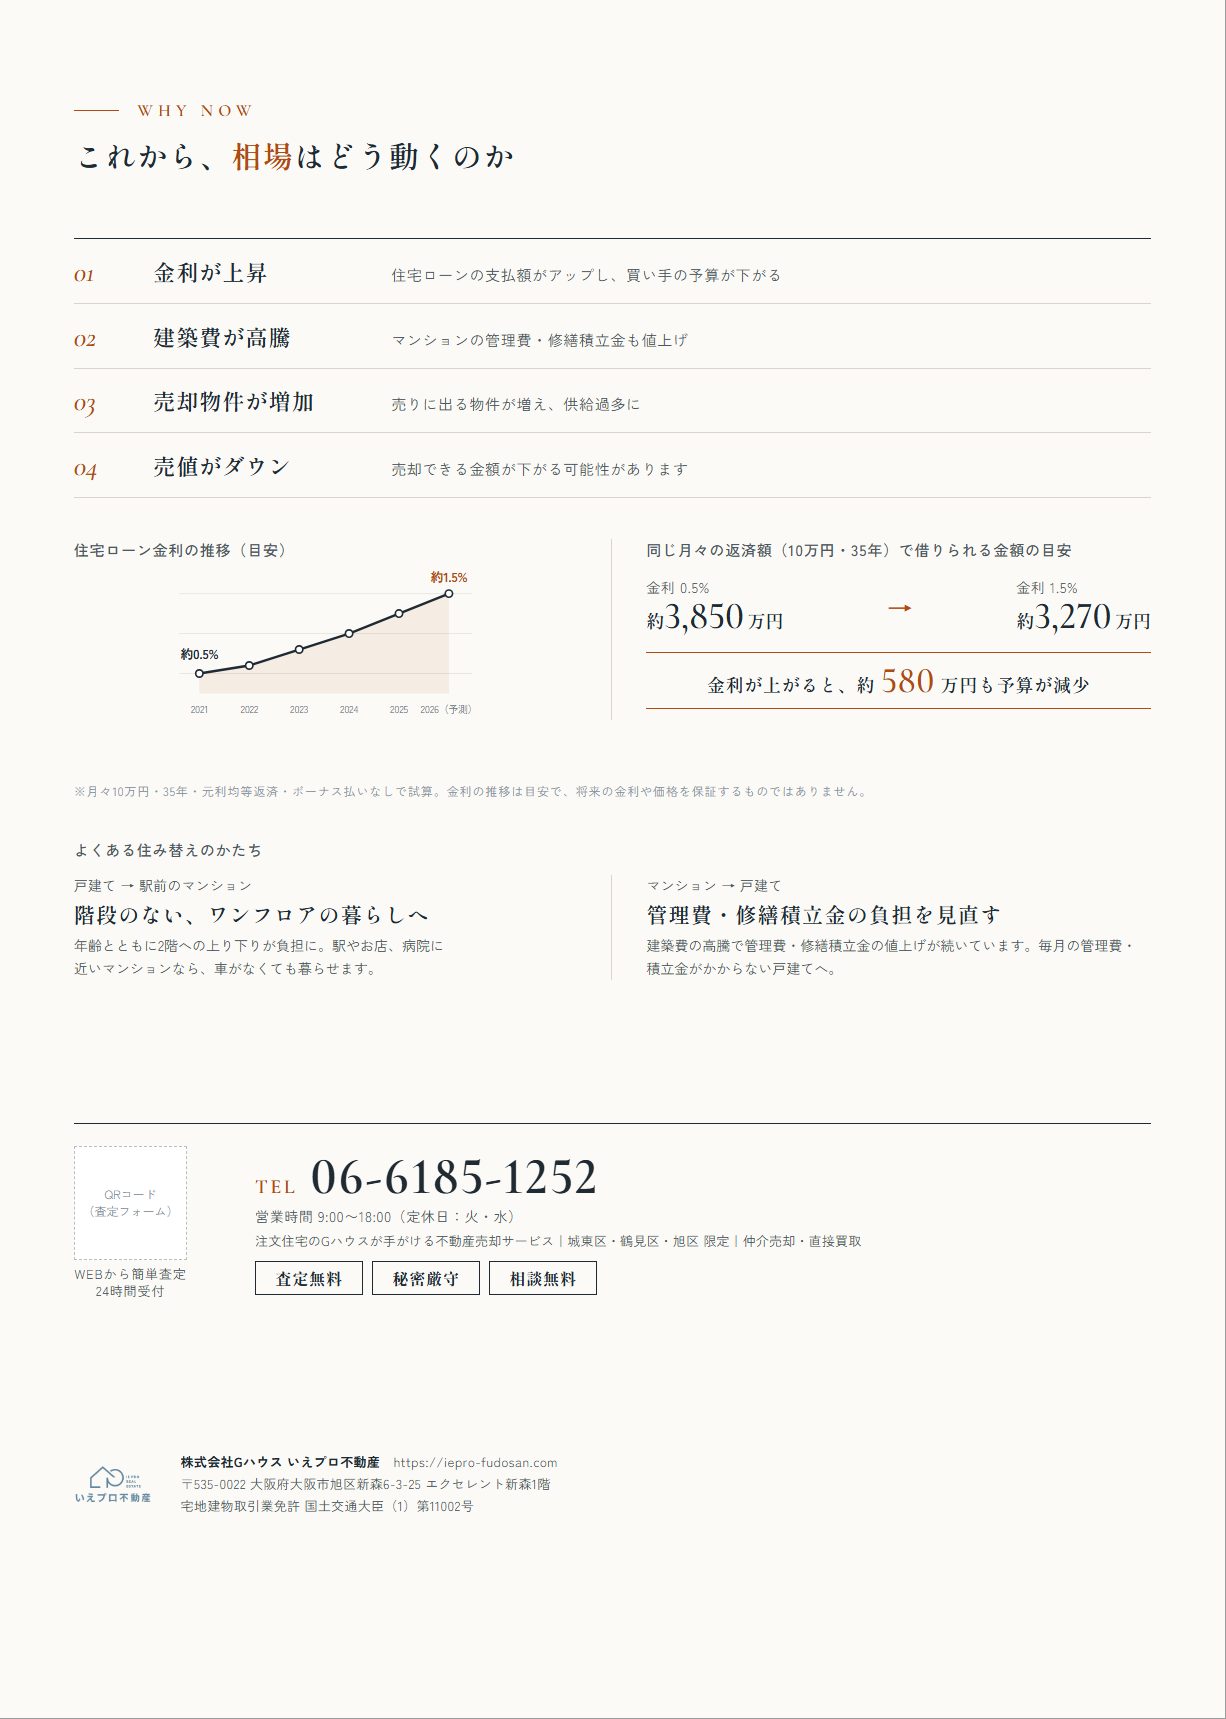 WHY NOW
これから、相場はどう動くのか
01 金利が上昇 住宅ローンの支払額がアップし、買い手の予算が下がる
02 建築費が高騰 マンションの管理費・修繕積立金も値上げ
03 売却物件が増加 売りに出る物件が増え、供給過多に
04 売値がダウン 売却できる金額が下がる可能性があります
住宅ローン金利の推移（目安）
約1.5%
約0.5%
2021 2022 2023 2024 2025 2026（予測）
同じ月々の返済額（10万円・35年）で借りられる金額の目安
金利 0.5% 金利 1.5%
約3,850万円 → 約3,270万円
金利が上がると、約 580 万円も予算が減少
※月々10万円・35年・元利均等返済・ボーナス払いなしで試算。金利の推移は目安で、将来の金利や価格を保証するものではありません。
よくある住み替えのかたち
戸建て → 駅前のマンション
階段のない、ワンフロアの暮らしへ
年齢とともに2階への上り下りが負担に。駅やお店、病院に
近いマンションなら、車がなくても暮らせます。
マンション → 戸建て
管理費・修繕積立金の負担を見直す
建築費の高騰で管理費・修繕積立金の値上げが続いています。毎月の管理費・
積立金がかからない戸建てへ。
QRコード
（査定フォーム）
WEBから簡単査定
24時間受付
TEL 06-6185-1252
営業時間 9:00〜18:00（定休日：火・水）
注文住宅のGハウスが手がける不動産売却サービス｜城東区・鶴見区・旭区 限定｜仲介売却・直接買取
査定無料 秘密厳守 相談無料
IEPRO
REAL
ESTATE
いえプロ不動産
株式会社Gハウス いえプロ不動産 https://iepro-fudosan.com
〒535-0022 大阪府大阪市旭区新森6-3-25 エクセレント新森1階
宅地建物取引業免許 国土交通大臣（1）第11002号